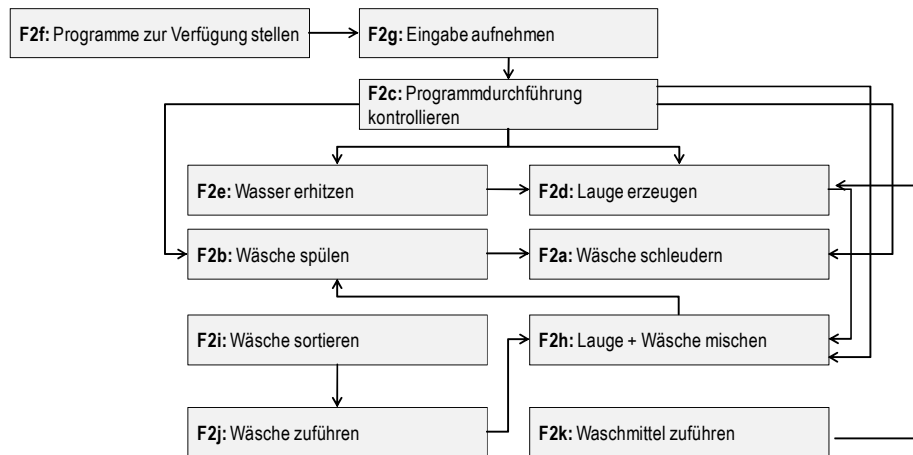 F2f: Programme zur Verfügung stellen
F2g: Eingabe aufnehmen
F2c: Programmdurchführung
kontrollieren
F2e: Wasser erhitzen
F2d: Lauge erzeugen
F2b: Wäsche spülen
F2a: Wäsche schleudern
F2i: Wäsche sortieren
F2h: Lauge + Wäsche mischen
F2j: Wäsche zuführen
F2k: Waschmittel zuführen